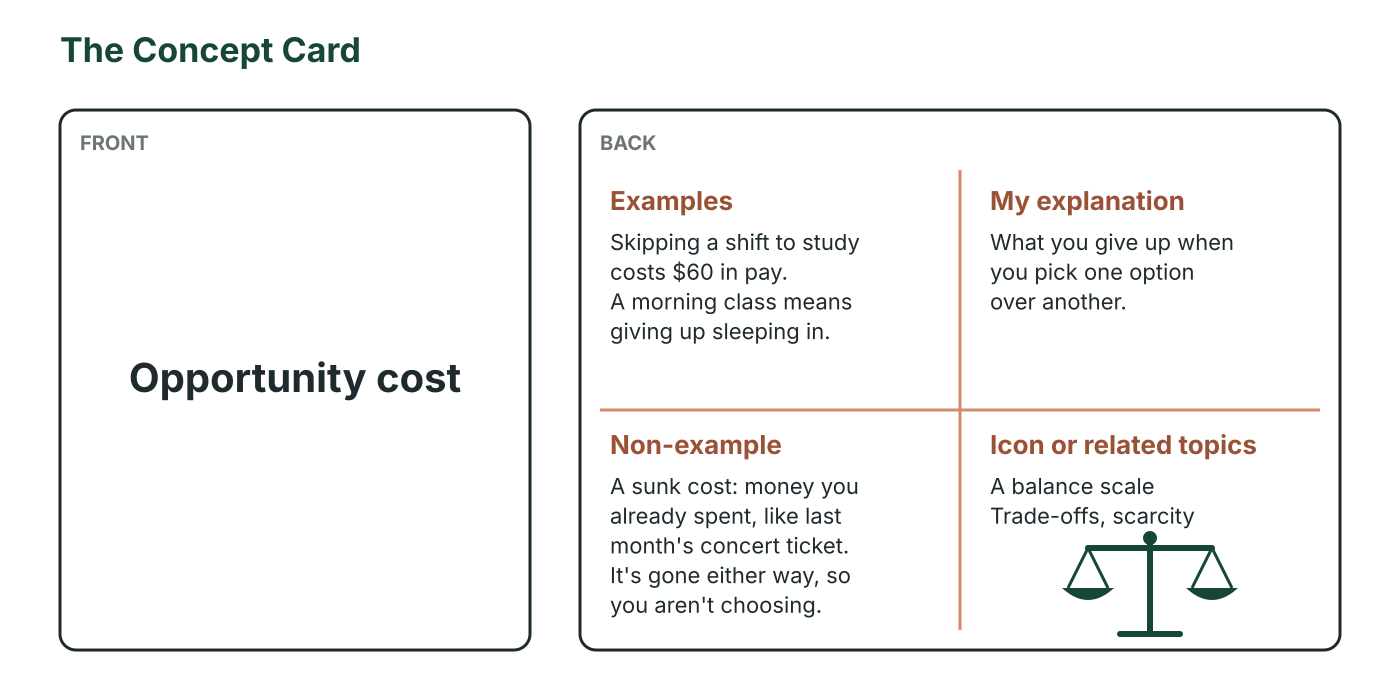 The Concept Card
FRONT
Opportunity cost
BACK
Examples
Skipping a shift to study
costs $60 in pay.
A morning class means
giving up sleeping in.
My explanation
What you give up when
you pick one option
over another.
Non-example
A sunk cost: money you
already spent, like last
month's concert ticket.
It's gone either way, so
you aren't choosing.
Icon or related topics
A balance scale
Trade-offs, scarcity